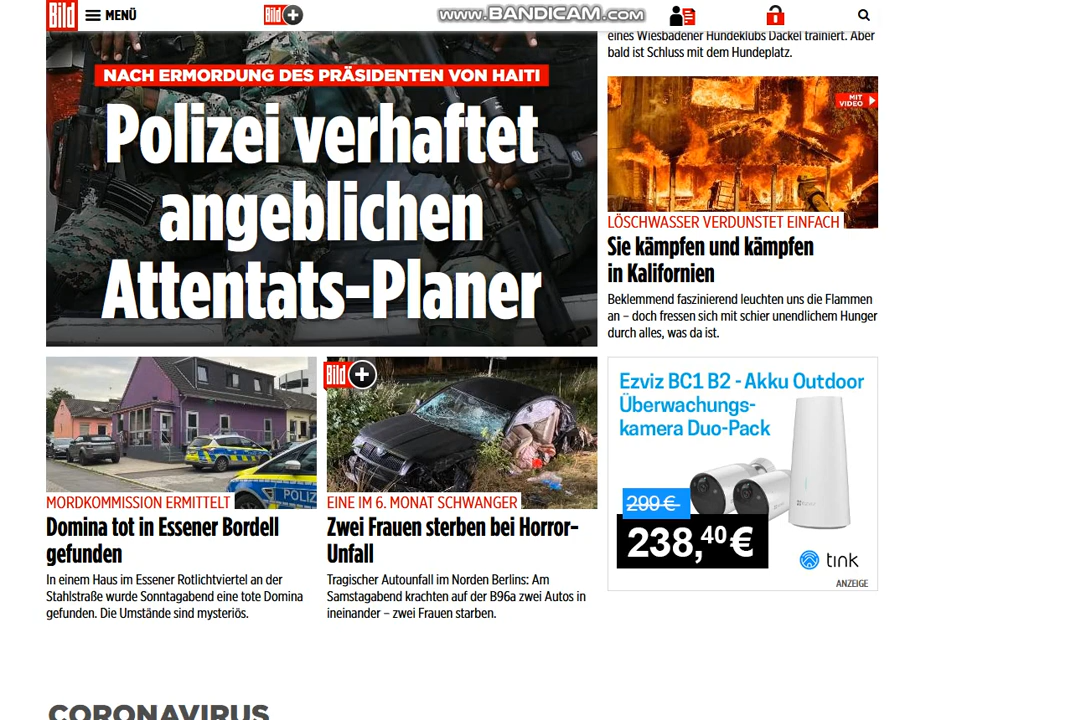 Bild
MENÜ
Bild+
www.BANDICAM.com
NACH ERMORDUNG DES PRÄSIDENTEN VON HAITI
Polizei verhaftet
angeblichen
Attentats-Planer
eines Wiesbadener Hundeklubs Dackel trainiert. Aber
bald ist Schluss mit dem Hundeplatz.
MIT
VIDEO
LÖSCHWASSER VERDUNSTET EINFACH
Sie kämpfen und kämpfen
in Kalifornien
Beklemmend faszinierend leuchten uns die Flammen
an – doch fressen sich mit schier unendlichem Hunger
durch alles, was da ist.
POLIZ
MORDKOMMISSION ERMITTELT
Domina tot in Essener Bordell
gefunden
In einem Haus im Essener Rotlichtviertel an der
Stahlstraße wurde Sonntagabend eine tote Domina
gefunden. Die Umstände sind mysteriös.
Bild+
EINE IM 6. MONAT SCHWANGER
Zwei Frauen sterben bei Horror-
Unfall
Tragischer Autounfall im Norden Berlins: Am
Samstagabend krachten auf der B96a zwei Autos in
ineinander – zwei Frauen starben.
Ezviz BC1 B2 - Akku Outdoor
Überwachungs-
kamera Duo-Pack
299 €
238,40 €
tink
ANZEIGE
CORONAVIRUS